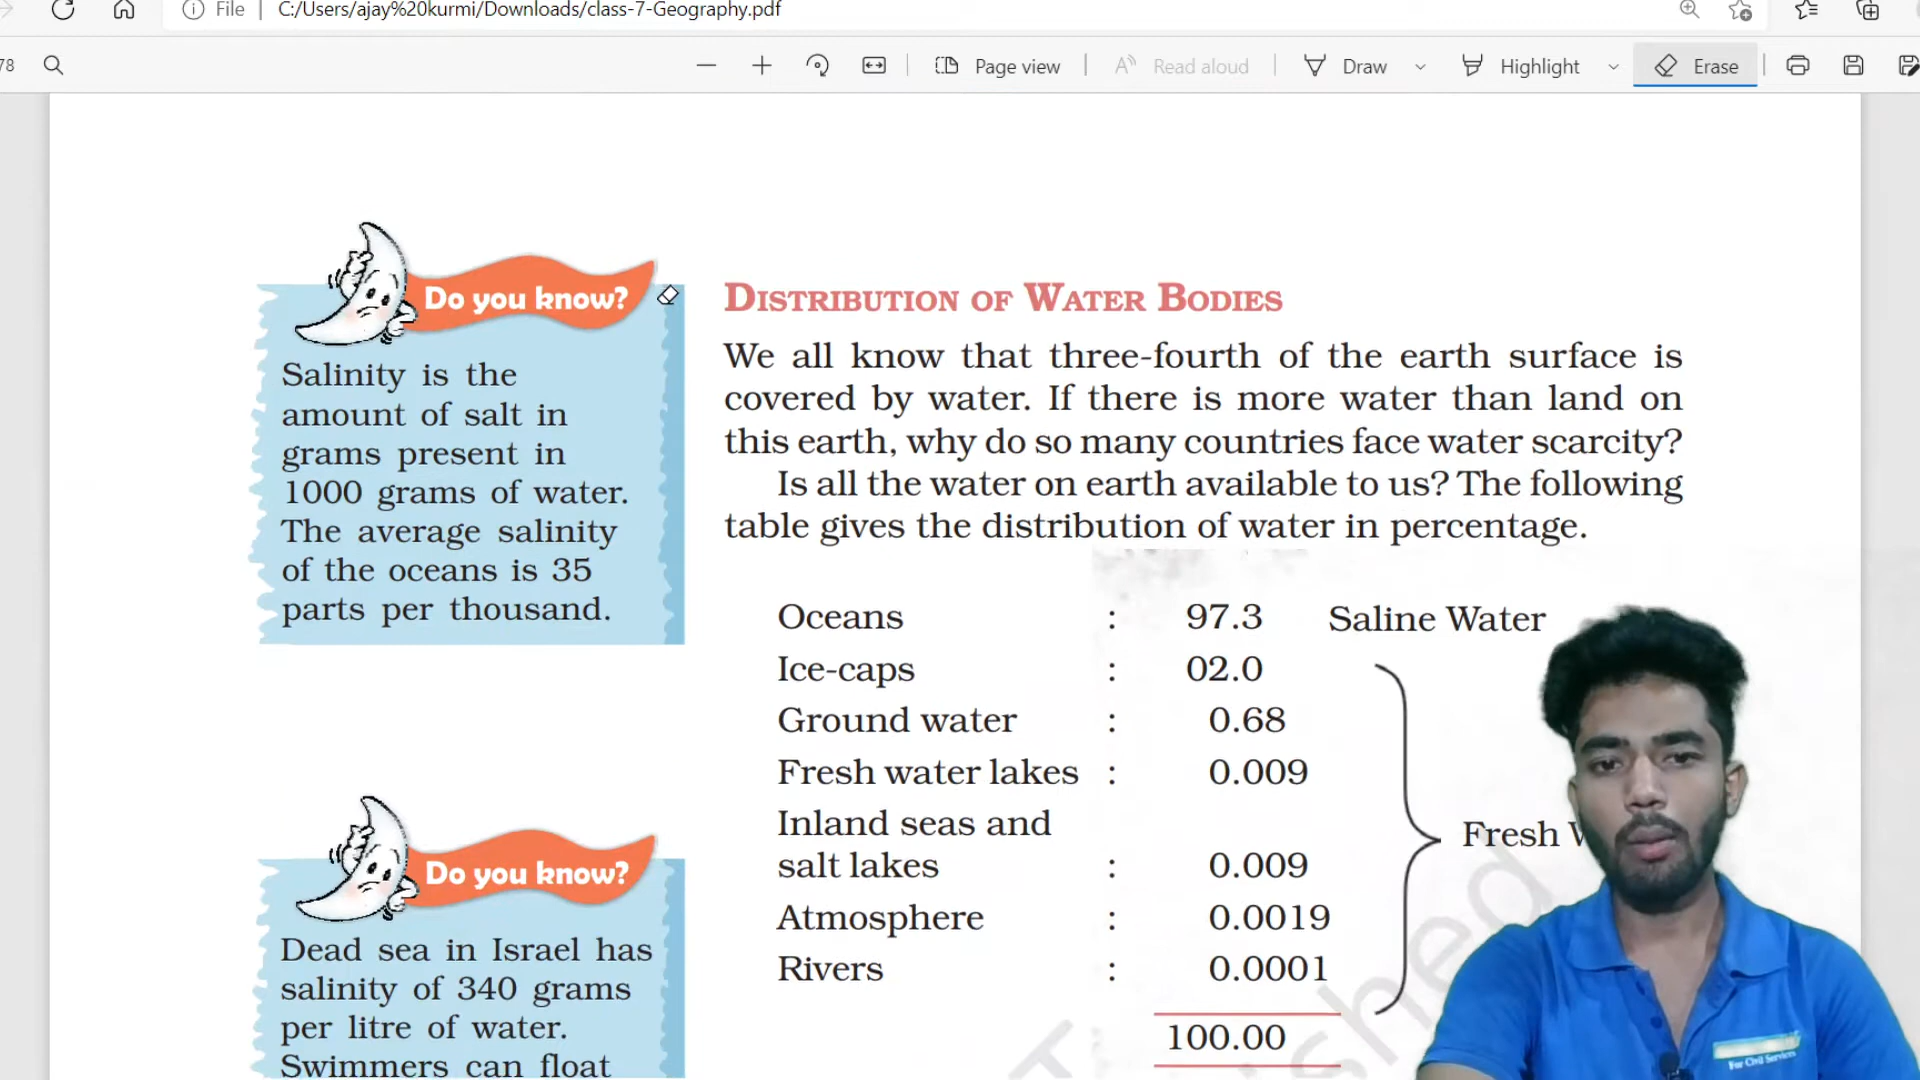 File
C:/Users/ajay%20kurmi/Downloads/class-7-Geography.pdf
78
Page view
Read aloud
Draw
Highlight
Erase
Do you know?
Salinity is the
amount of salt in
grams present in
1000 grams of water.
The average salinity
of the oceans is 35
parts per thousand.
Do you know?
Dead sea in Israel has
salinity of 340 grams
per litre of water.
Swimmers can float
DISTRIBUTION OF WATER BODIES
We all know that three-fourth of the earth surface is
covered by water. If there is more water than land on
this earth, why do so many countries face water scarcity?
Is all the water on earth available to us? The following
table gives the distribution of water in percentage.
Oceans : 97.3 Saline Water
Ice-caps : 02.0
Ground water : 0.68
Fresh water lakes : 0.009
Fresh
Inland seas and
salt lakes : 0.009
Atmosphere : 0.0019
Rivers : 0.0001
100.00
For Civil Services